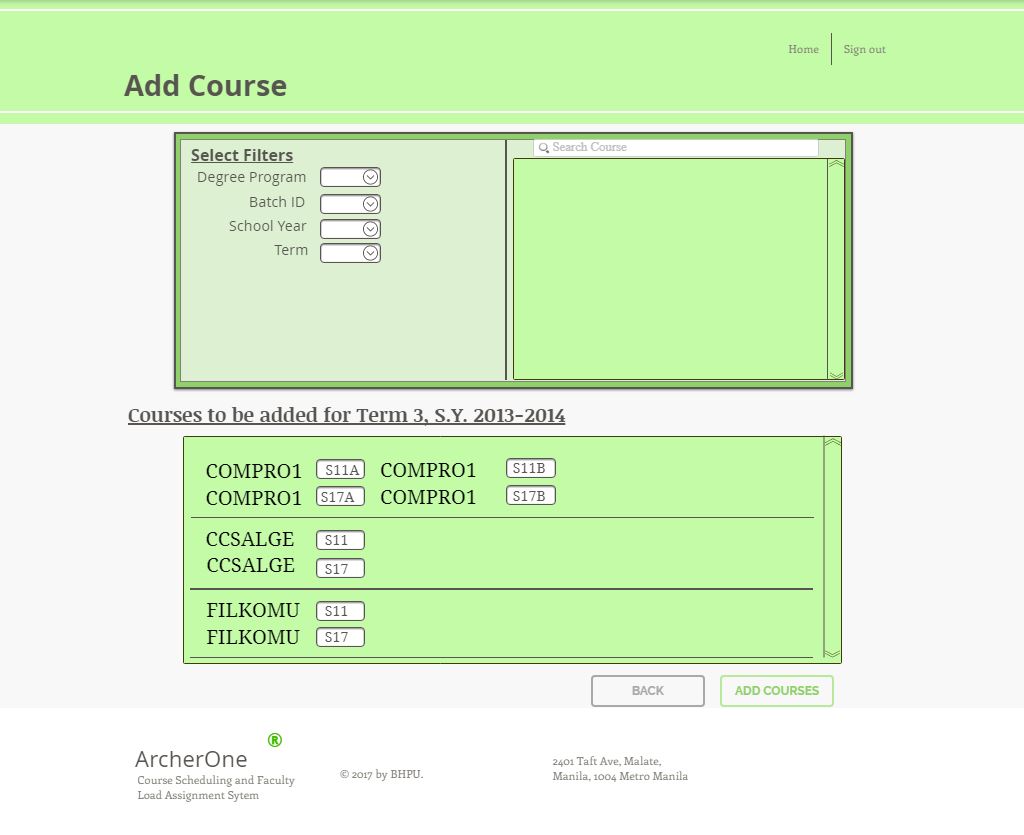 Home
Sign out
Add Course
Select Filters
Degree Program
Batch ID
School Year
Term
Search Course
Courses to be added for Term 3, S.Y. 2013-2014
COMPRO1 S11A COMPRO1 S11B
COMPRO1 S17A COMPRO1 S17B
CCSALGE S11
CCSALGE S17
FILKOMU S11
FILKOMU S17
BACK
ADD COURSES
ArcherOne ®
Course Scheduling and Faculty
Load Assignment Sytem
© 2017 by BHPU.
2401 Taft Ave, Malate,
Manila, 1004 Metro Manila